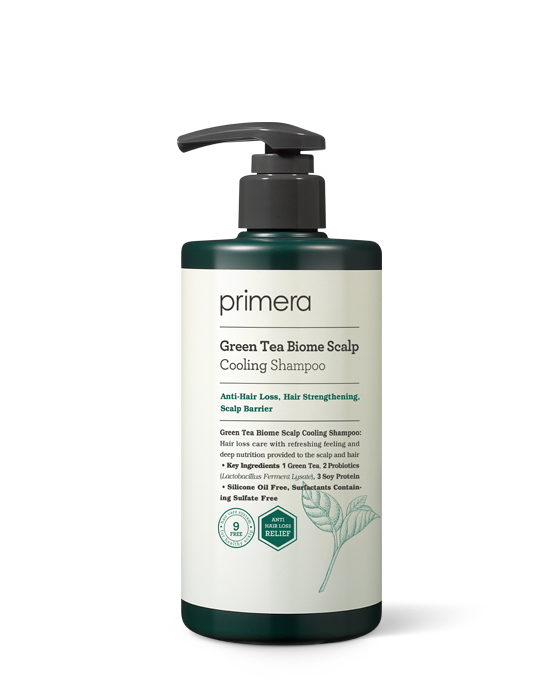 primera
Green Tea Biome Scalp
Cooling Shampoo
Anti-Hair Loss, Hair Strengthening,
Scalp Barrier
Green Tea Biome Scalp Cooling Shampoo:
Hair loss care with refreshing feeling and
deep nutrition provided to the scalp and hair
• Key Ingredients 1 Green Tea, 2 Probiotics
(Lactobacillus Ferment Lysate), 3 Soy Protein
• Silicone Oil Free, Surfactants Contain-
ing Sulfate Free
9
FREE
ANTI
HAIR LOSS
RELIEF